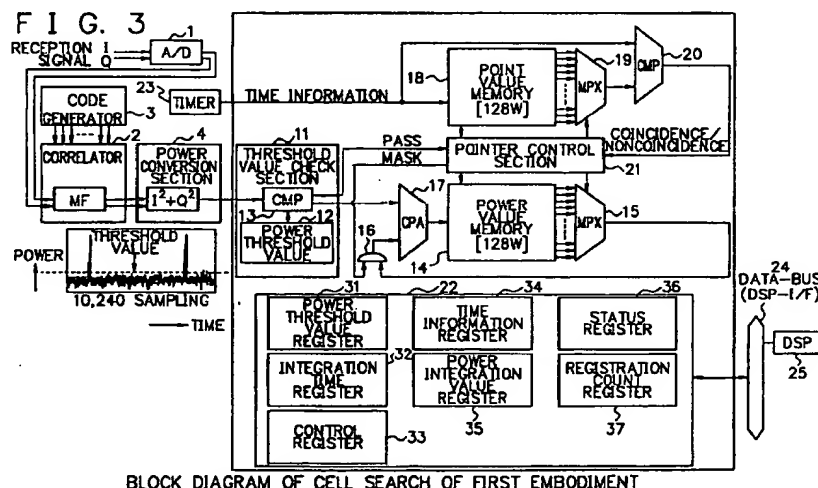 FIG. 3
RECEPTION I
SIGNAL Q
A/D
1
23
TIMER
TIME INFORMATION
CODE
GENERATOR
3
2
CORRELATOR
MF
4
POWER
CONVERSION
SECTION
I²+Q²
11
THRESHOLD
VALUE CHECK
SECTION
CMP
13
12
POWER
THRESHOLD
VALUE
PASS
MASK
18
POINT
VALUE
MEMORY
[128W]
19
MPX
20
CMP
COINCIDENCE/
NONCOINCIDENCE
POINTER CONTROL
SECTION
21
16
17
CPA
14
POWER
VALUE
MEMORY
[128W]
MPX
15
POWER
THRESHOLD
VALUE
10,240 SAMPLING
TIME
31
POWER
THRESHOLD
VALUE
REGISTER
22
34
TIME
INFORMATION
REGISTER
36
STATUS
REGISTER
32
INTEGRATION
TIME
REGISTER
POWER
INTEGRATION
VALUE
REGISTER
35
REGISTRATION
COUNT
REGISTER
37
CONTROL
REGISTER
33
24
DATA-BUS
(DSP-I/F)
DSP
25
BLOCK DIAGRAM OF CELL SEARCH OF FIRST EMBODIMENT